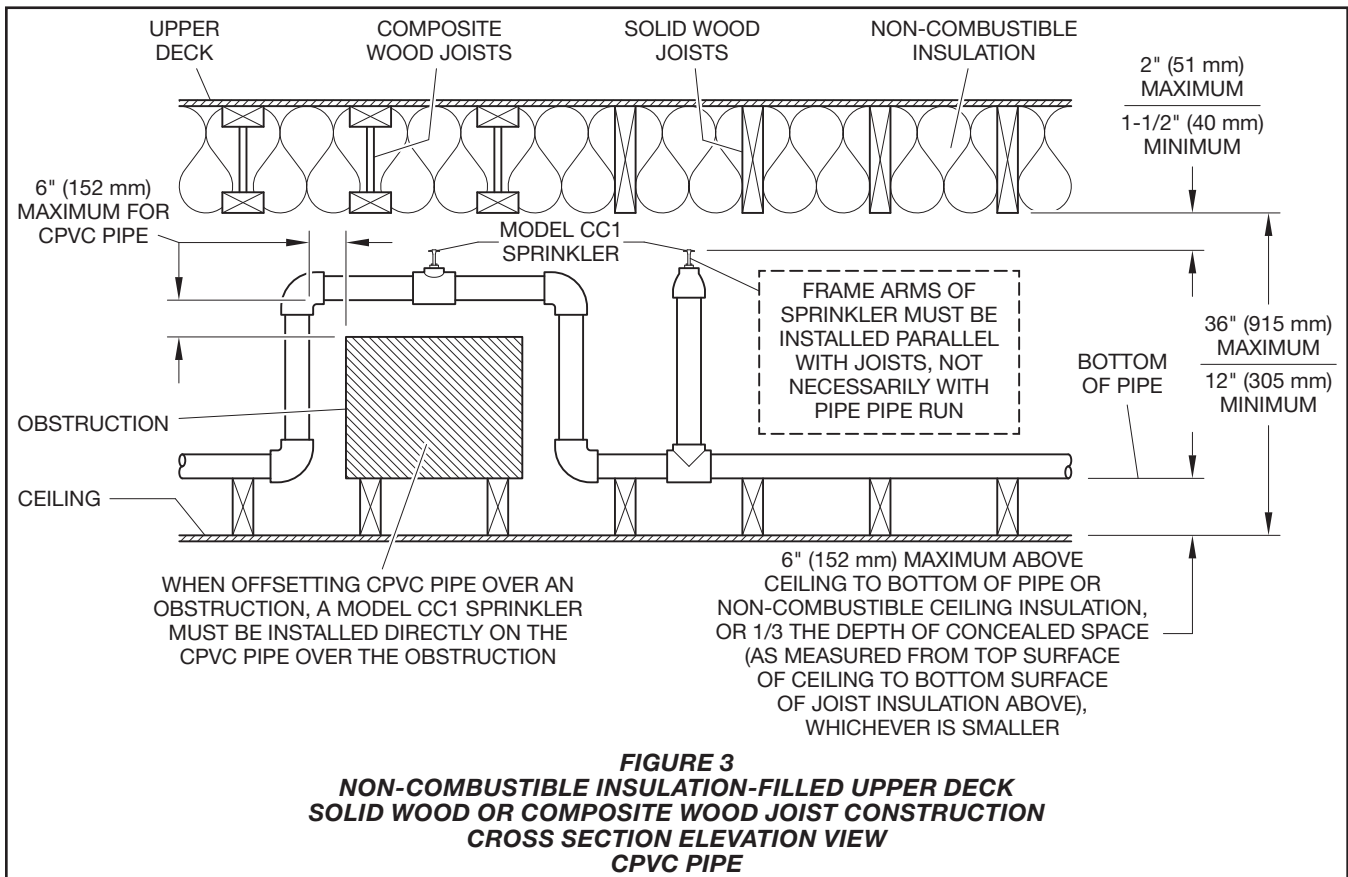 UPPER
DECK
COMPOSITE
WOOD JOISTS
SOLID WOOD
JOISTS
NON-COMBUSTIBLE
INSULATION
2" (51 mm)
MAXIMUM
1-1/2" (40 mm)
MINIMUM
6" (152 mm)
MAXIMUM FOR
CPVC PIPE
MODEL CC1
SPRINKLER
FRAME ARMS OF
SPRINKLER MUST BE
INSTALLED PARALLEL
WITH JOISTS, NOT
NECESSARILY WITH
PIPE PIPE RUN
36" (915 mm)
MAXIMUM
12" (305 mm)
MINIMUM
BOTTOM
OF PIPE
OBSTRUCTION
CEILING
WHEN OFFSETTING CPVC PIPE OVER AN
OBSTRUCTION, A MODEL CC1 SPRINKLER
MUST BE INSTALLED DIRECTLY ON THE
CPVC PIPE OVER THE OBSTRUCTION
6" (152 mm) MAXIMUM ABOVE
CEILING TO BOTTOM OF PIPE OR
NON-COMBUSTIBLE CEILING INSULATION,
OR 1/3 THE DEPTH OF CONCEALED SPACE
(AS MEASURED FROM TOP SURFACE
OF CEILING TO BOTTOM SURFACE
OF JOIST INSULATION ABOVE),
WHICHEVER IS SMALLER
FIGURE 3
NON-COMBUSTIBLE INSULATION-FILLED UPPER DECK
SOLID WOOD OR COMPOSITE WOOD JOIST CONSTRUCTION
CROSS SECTION ELEVATION VIEW
CPVC PIPE